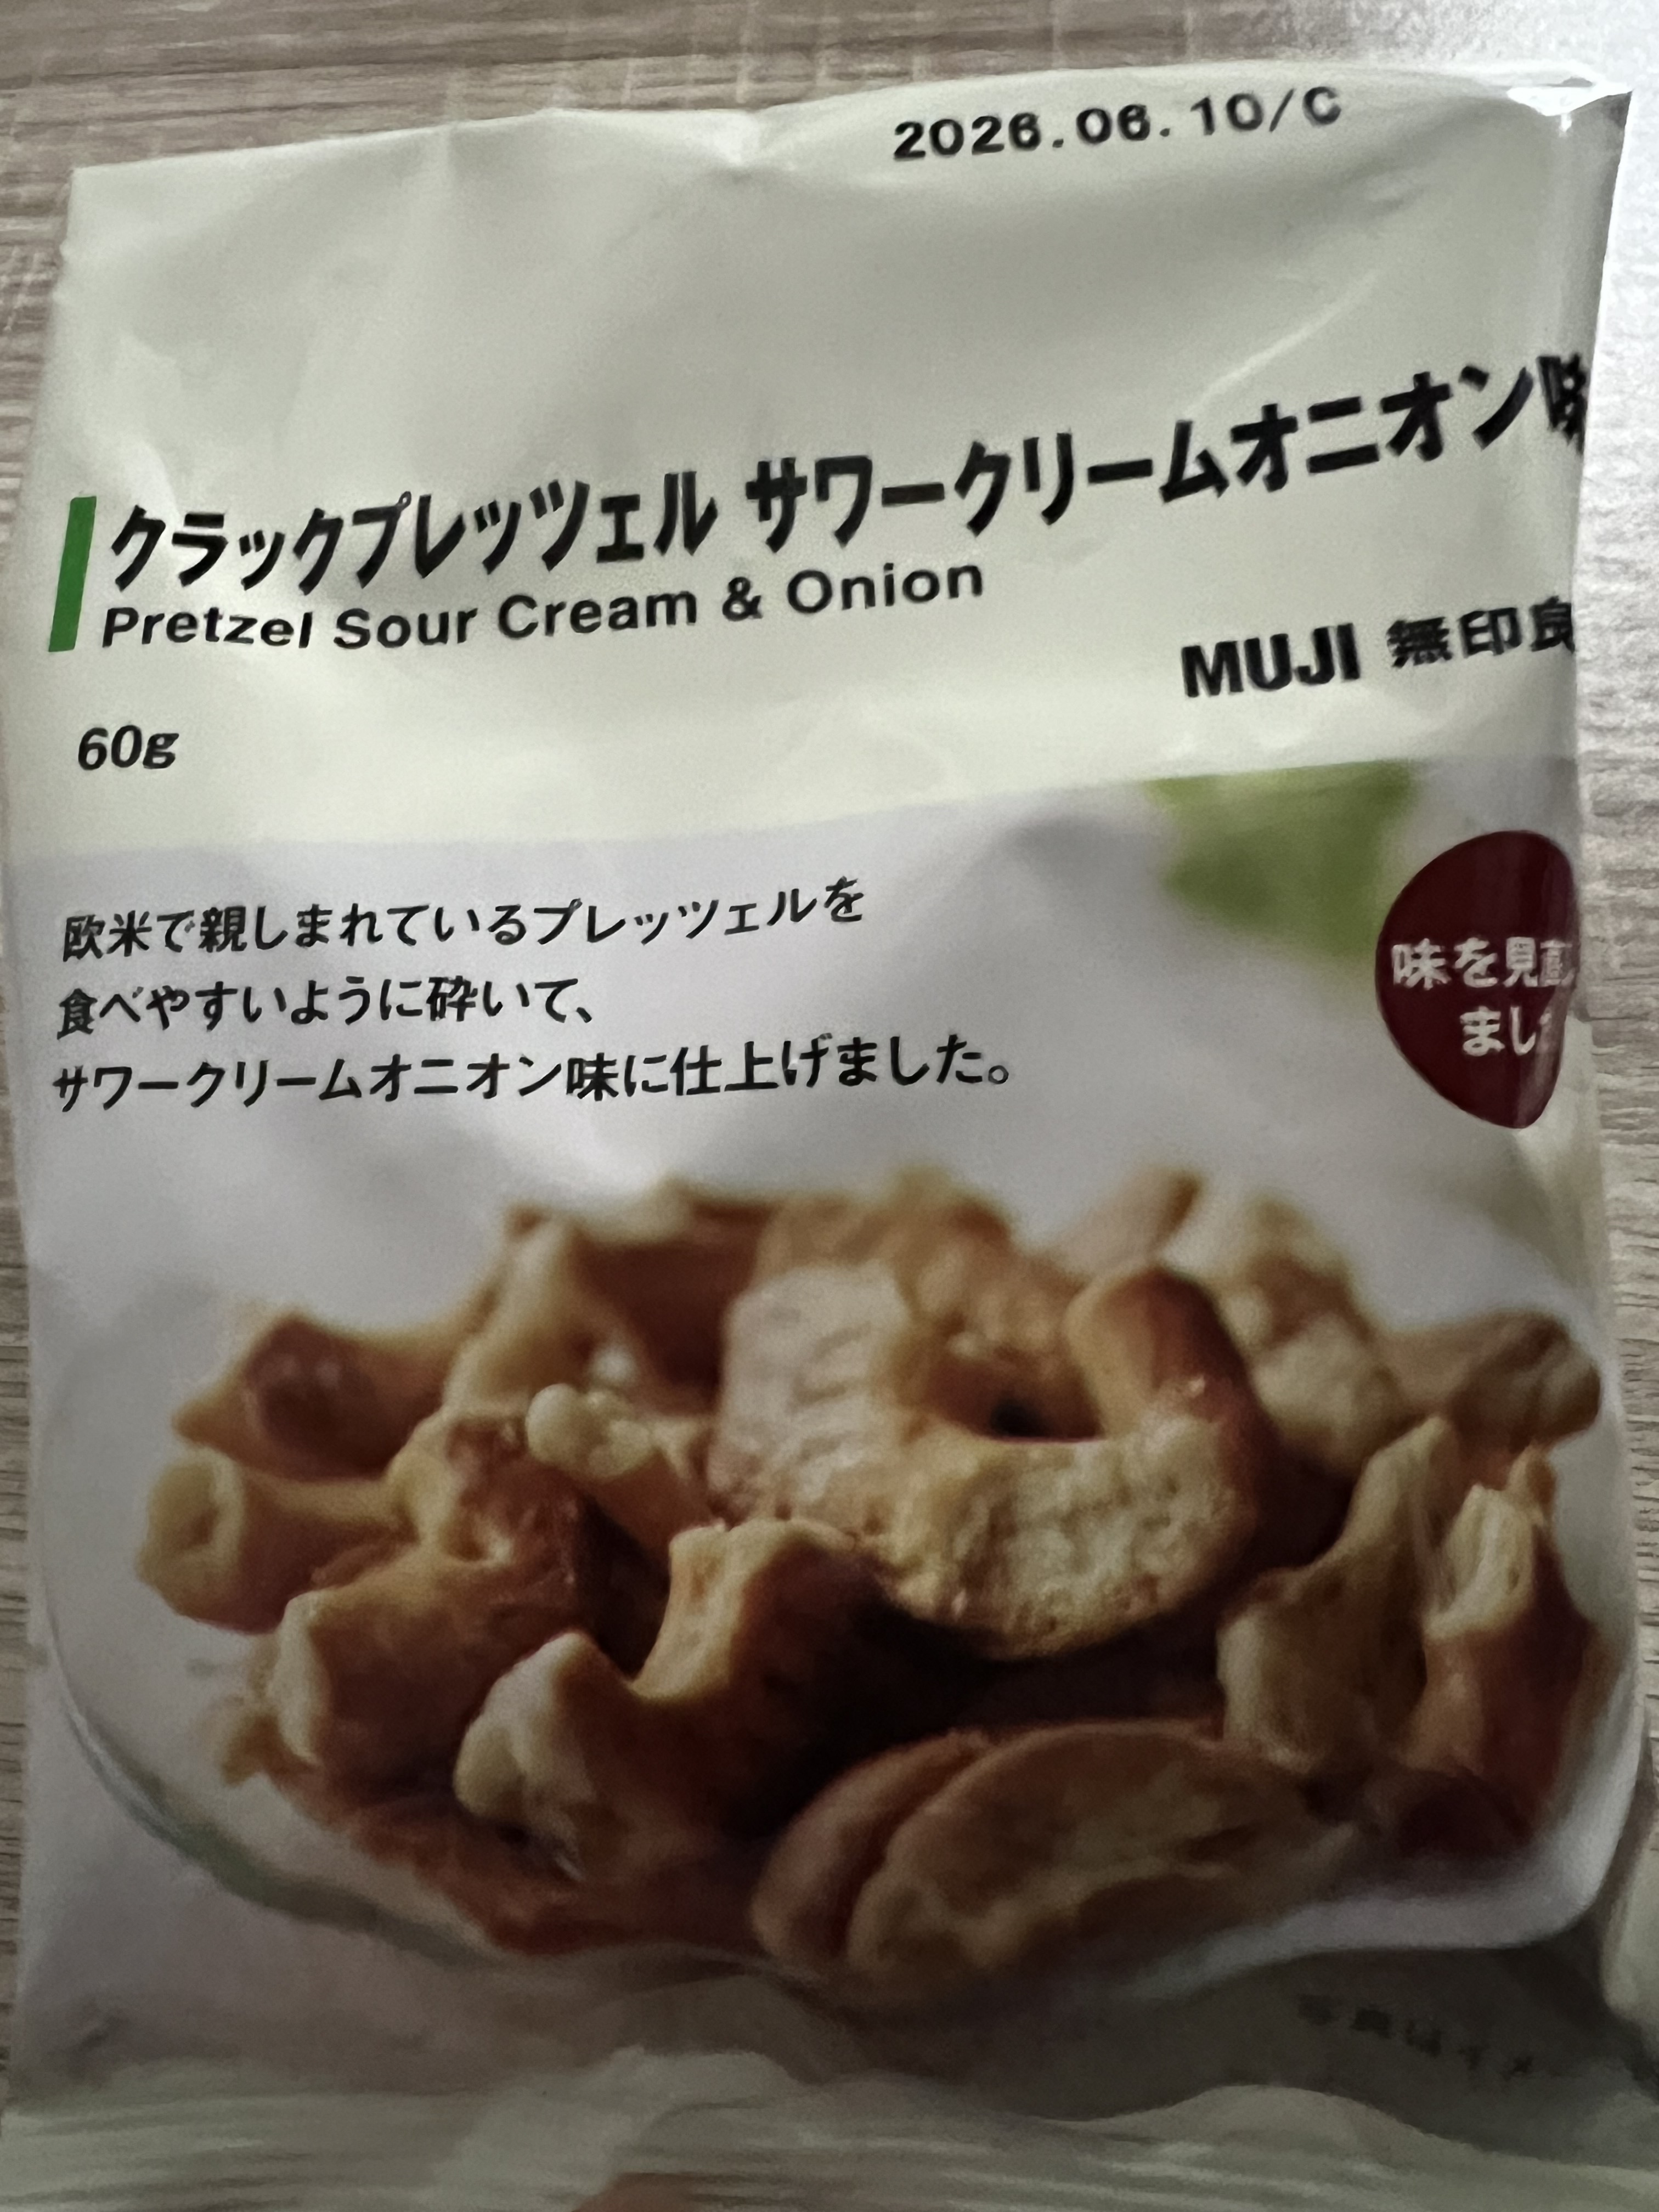 2026.06.10/C
クラックプレッツェル サワークリームオニオン味
Pretzel Sour Cream & Onion
MUJI 無印良
60g
欧米で親しまれているプレッツェルを
食べやすいように砕いて、
サワークリームオニオン味に仕上げました。
味を見直
まし